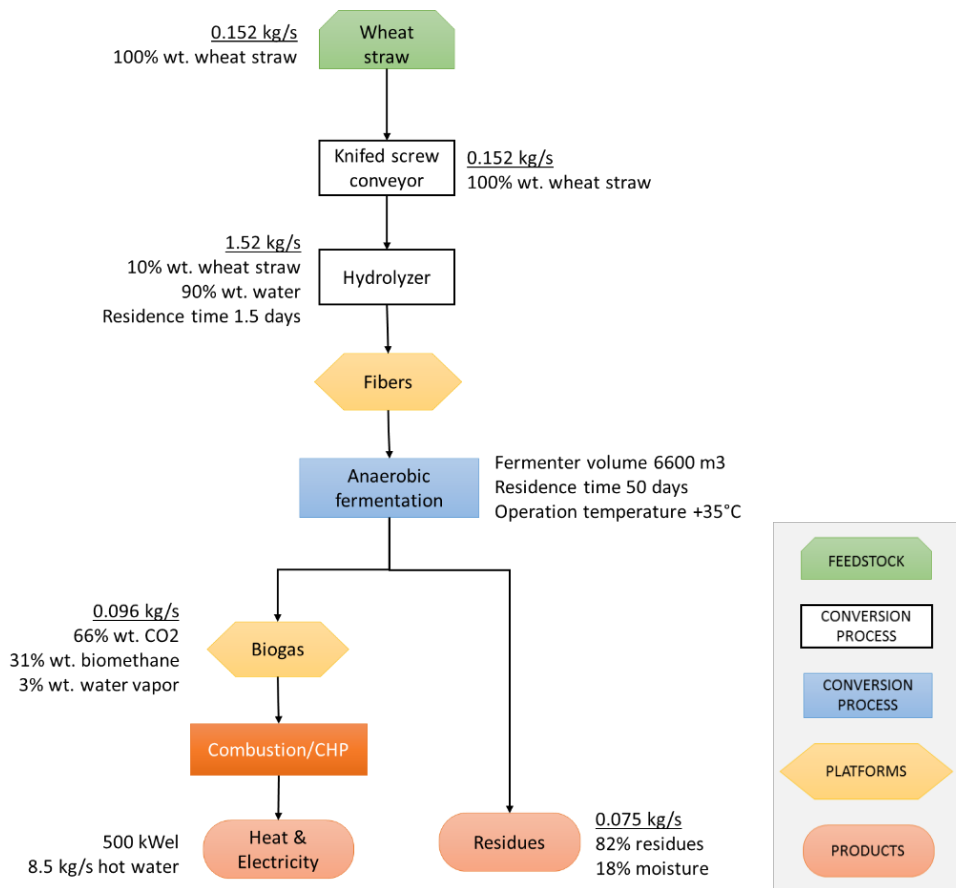 0.152 kg/s
100% wt. wheat straw
Wheat
straw
Knifed screw
conveyor
0.152 kg/s
100% wt. wheat straw
1.52 kg/s
10% wt. wheat straw
90% wt. water
Residence time 1.5 days
Hydrolyzer
Fibers
Anaerobic
fermentation
Fermenter volume 6600 m3
Residence time 50 days
Operation temperature +35°C
0.096 kg/s
66% wt. CO2
31% wt. biomethane
3% wt. water vapor
Biogas
Combustion/CHP
500 kWel
8.5 kg/s hot water
Heat &
Electricity
Residues
0.075 kg/s
82% residues
18% moisture
FEEDSTOCK
CONVERSION
PROCESS
CONVERSION
PROCESS
PLATFORMS
PRODUCTS